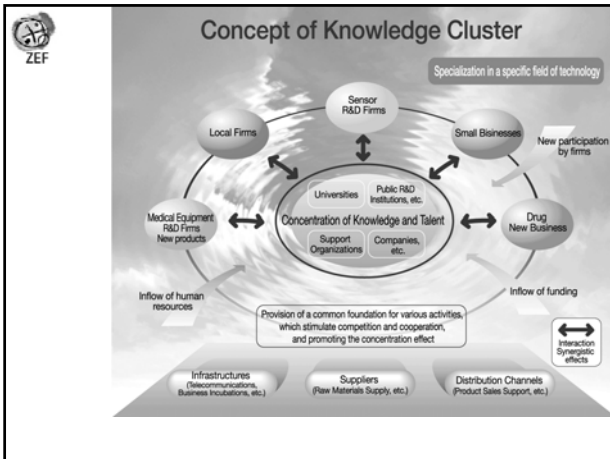 ZEF
Concept of Knowledge Cluster
Specialization in a specific field of technology
Sensor
R&D Firms
Local Firms
Small Bisinesses
New participation
by firms
Universities
Public R&D
Institutions, etc.
Medical Equipment
R&D Firms
New products
Concentration of Knowledge and Talent
Drug
New Business
Support
Organizations
Companies,
etc.
Inflow of human
resources
Inflow of funding
Provision of a common foundation for various activities,
which stimulate competition and cooperation,
and promoting the concentration effect
Interaction
Synergistic
effects
Infrastructures
(Telecommunications,
Business Incubations, etc.)
Suppliers
(Raw Materials Supply, etc.)
Distribution Channels
(Product Sales Support, etc.)